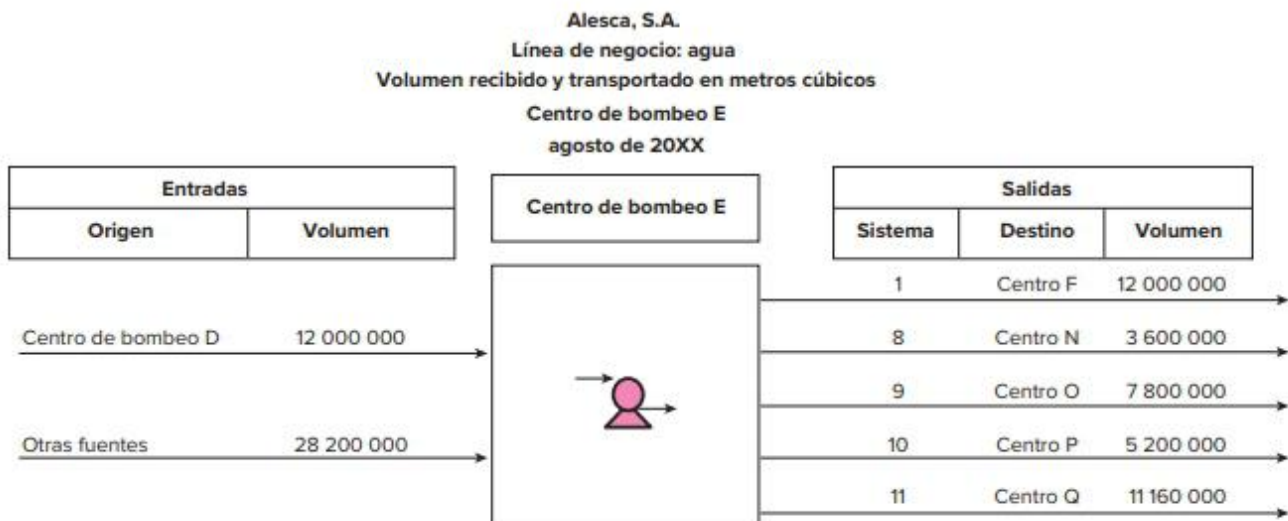 Alesca, S.A.
Línea de negocio: agua
Volumen recibido y transportado en metros cúbicos
Centro de bombeo E
agosto de 20XX
Entradas
Origen Volumen
Centro de bombeo E
Salidas
Sistema Destino Volumen
1 Centro F 12 000 000
Centro de bombeo D 12 000 000
8 Centro N 3 600 000
9 Centro O 7 800 000
Otras fuentes 28 200 000
10 Centro P 5 200 000
11 Centro Q 11 160 000